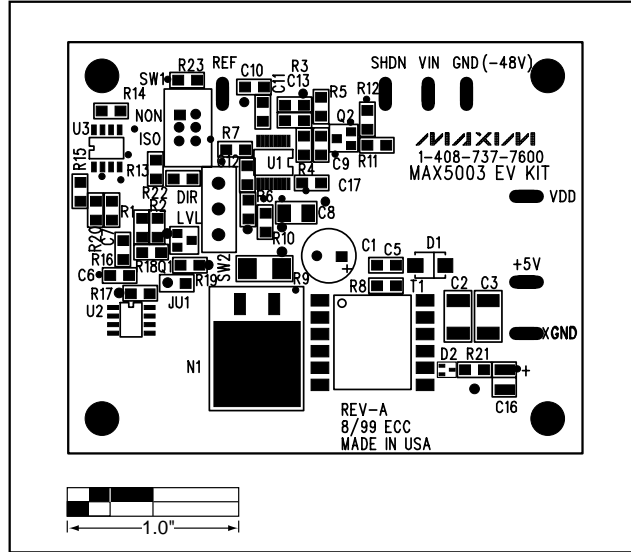 R23
REF
C10
C11
R3
C13
SHDN VIN GND (-48V)
SW1
R5
R12
R14
U3
NON
ISO
Q2
R7
MAXIM
1-408-737-7600
MAX5003 EV KIT
R15
R13
U1
C9
R11
R22
R4
C17
R1
R2
DIR
LVL
R6
C8
VDD
R20
C7
R10
R16
R18
Q1
SW2
C1
C5
D1
+5V
C6
R19
R17
JU1
R9
R8
T1
C2
C3
U2
XGND
N1
D2
R21
+
C16
REV-A
8/99 ECC
MADE IN USA
1.0"